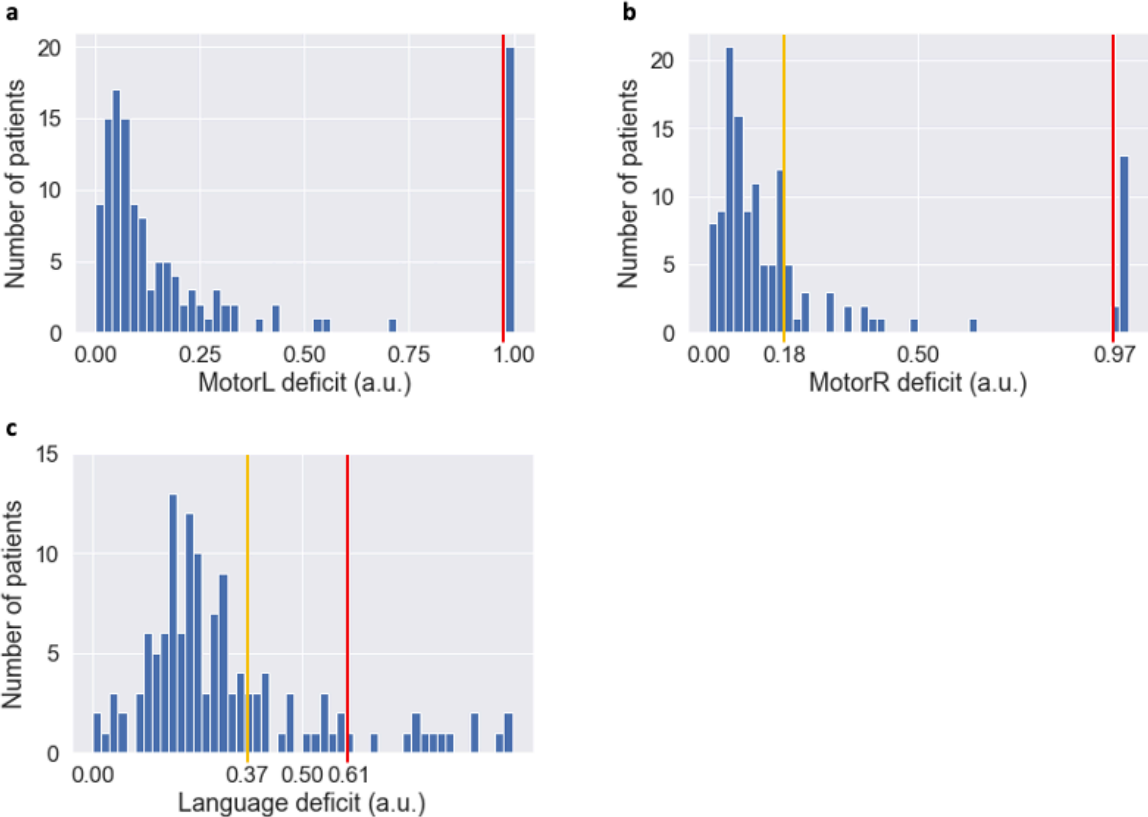 a
20
15
10
5
0
Number of patients
0.00 0.25 0.50 0.75 1.00
MotorL deficit (a.u.)
b
20
15
10
5
0
Number of patients
0.00 0.18 0.50 0.97
MotorR deficit (a.u.)
c
15
10
5
0
Number of patients
0.00 0.37 0.50 0.61
Language deficit (a.u.)